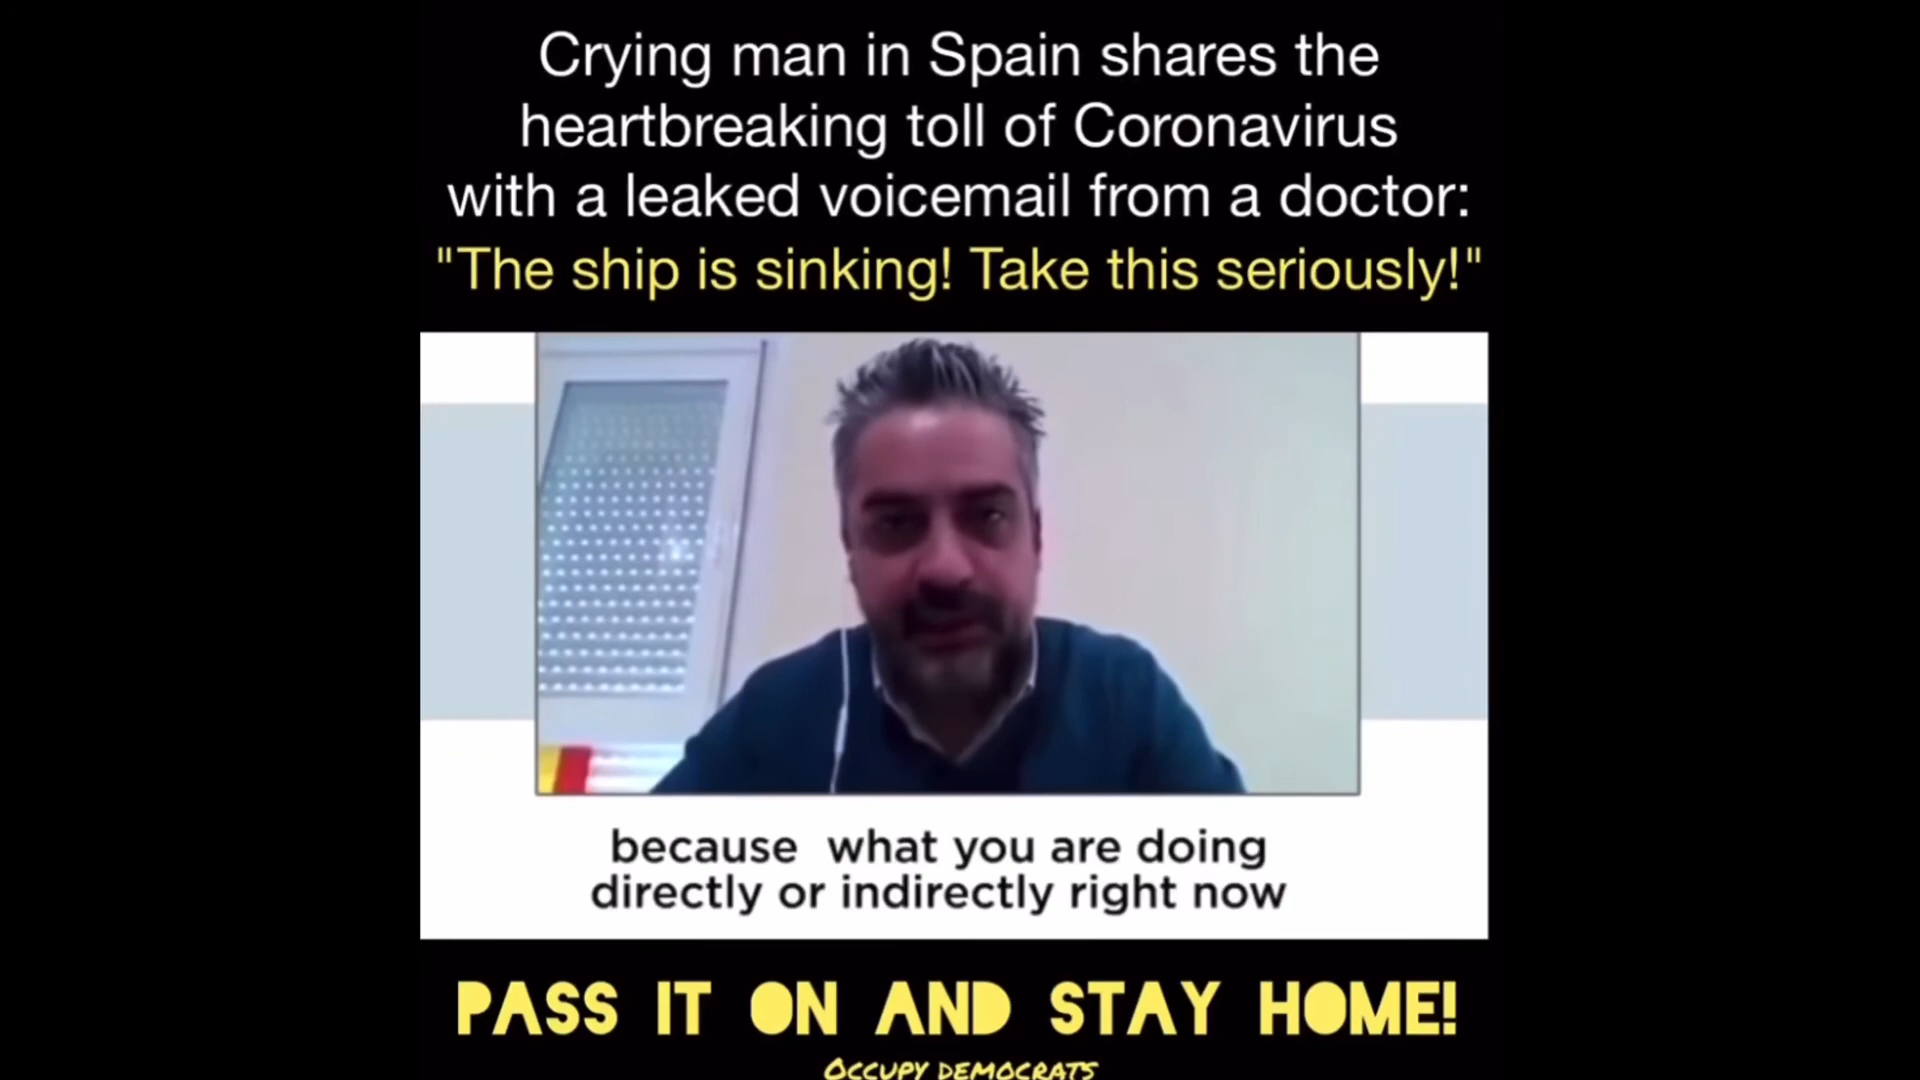 Crying man in Spain shares the
heartbreaking toll of Coronavirus
with a leaked voicemail from a doctor:
"The ship is sinking! Take this seriously!"
because what you are doing
directly or indirectly right now
PASS IT ON AND STAY HOME!
OCCUPY DEMOCRATS